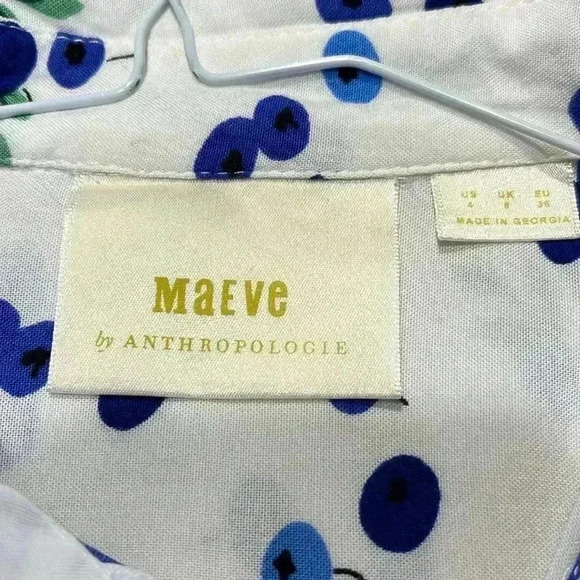 MaEve
by ANTHROPOLOGIE
US UK EU
4 8 36
MADE IN GEORGIA